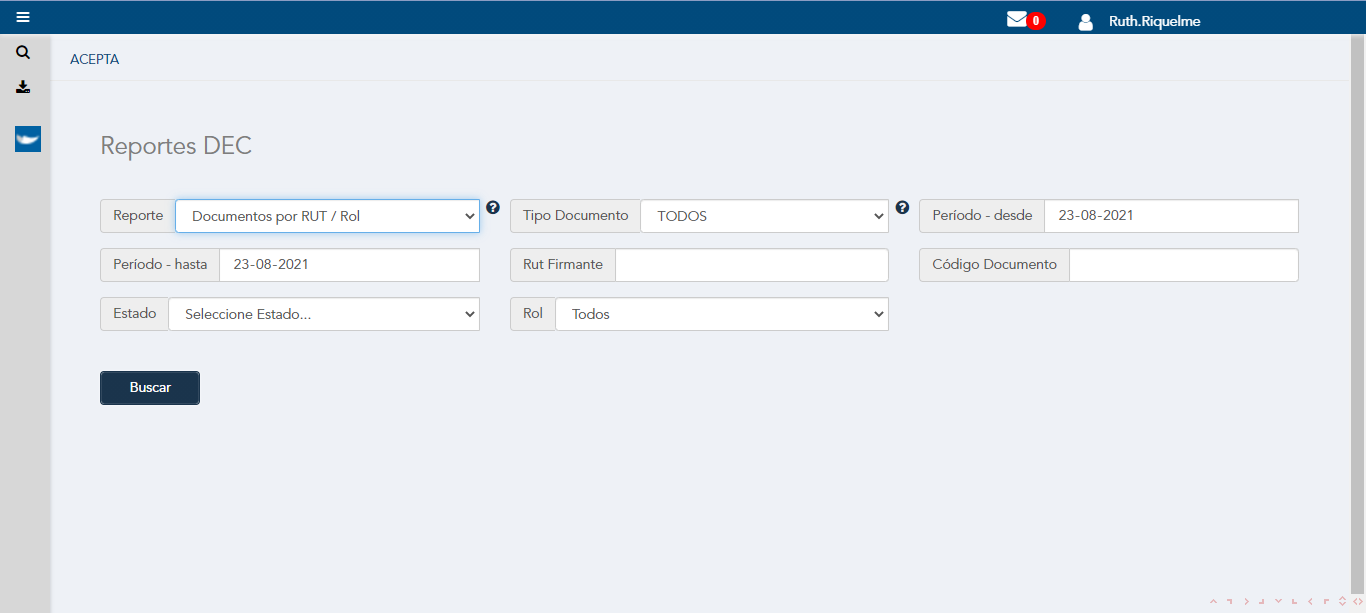 0 Ruth.Riquelme
ACEPTA
Reportes DEC
Reporte Documentos por RUT / Rol Tipo Documento TODOS Período - desde 23-08-2021
Período - hasta 23-08-2021 Rut Firmante Código Documento
Estado Seleccione Estado... Rol Todos
Buscar